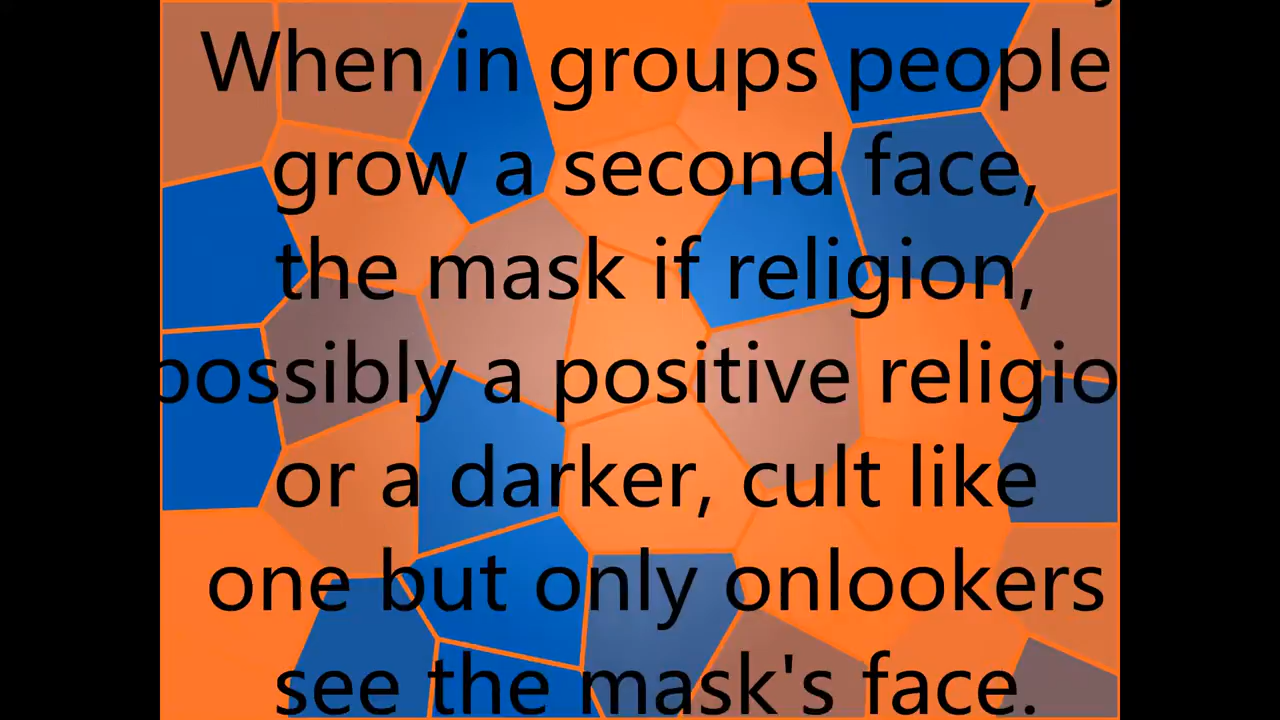 When in groups people
grow a second face,
the mask if religion,
possibly a positive religio
or a darker, cult like
one but only onlookers
see the mask's face.